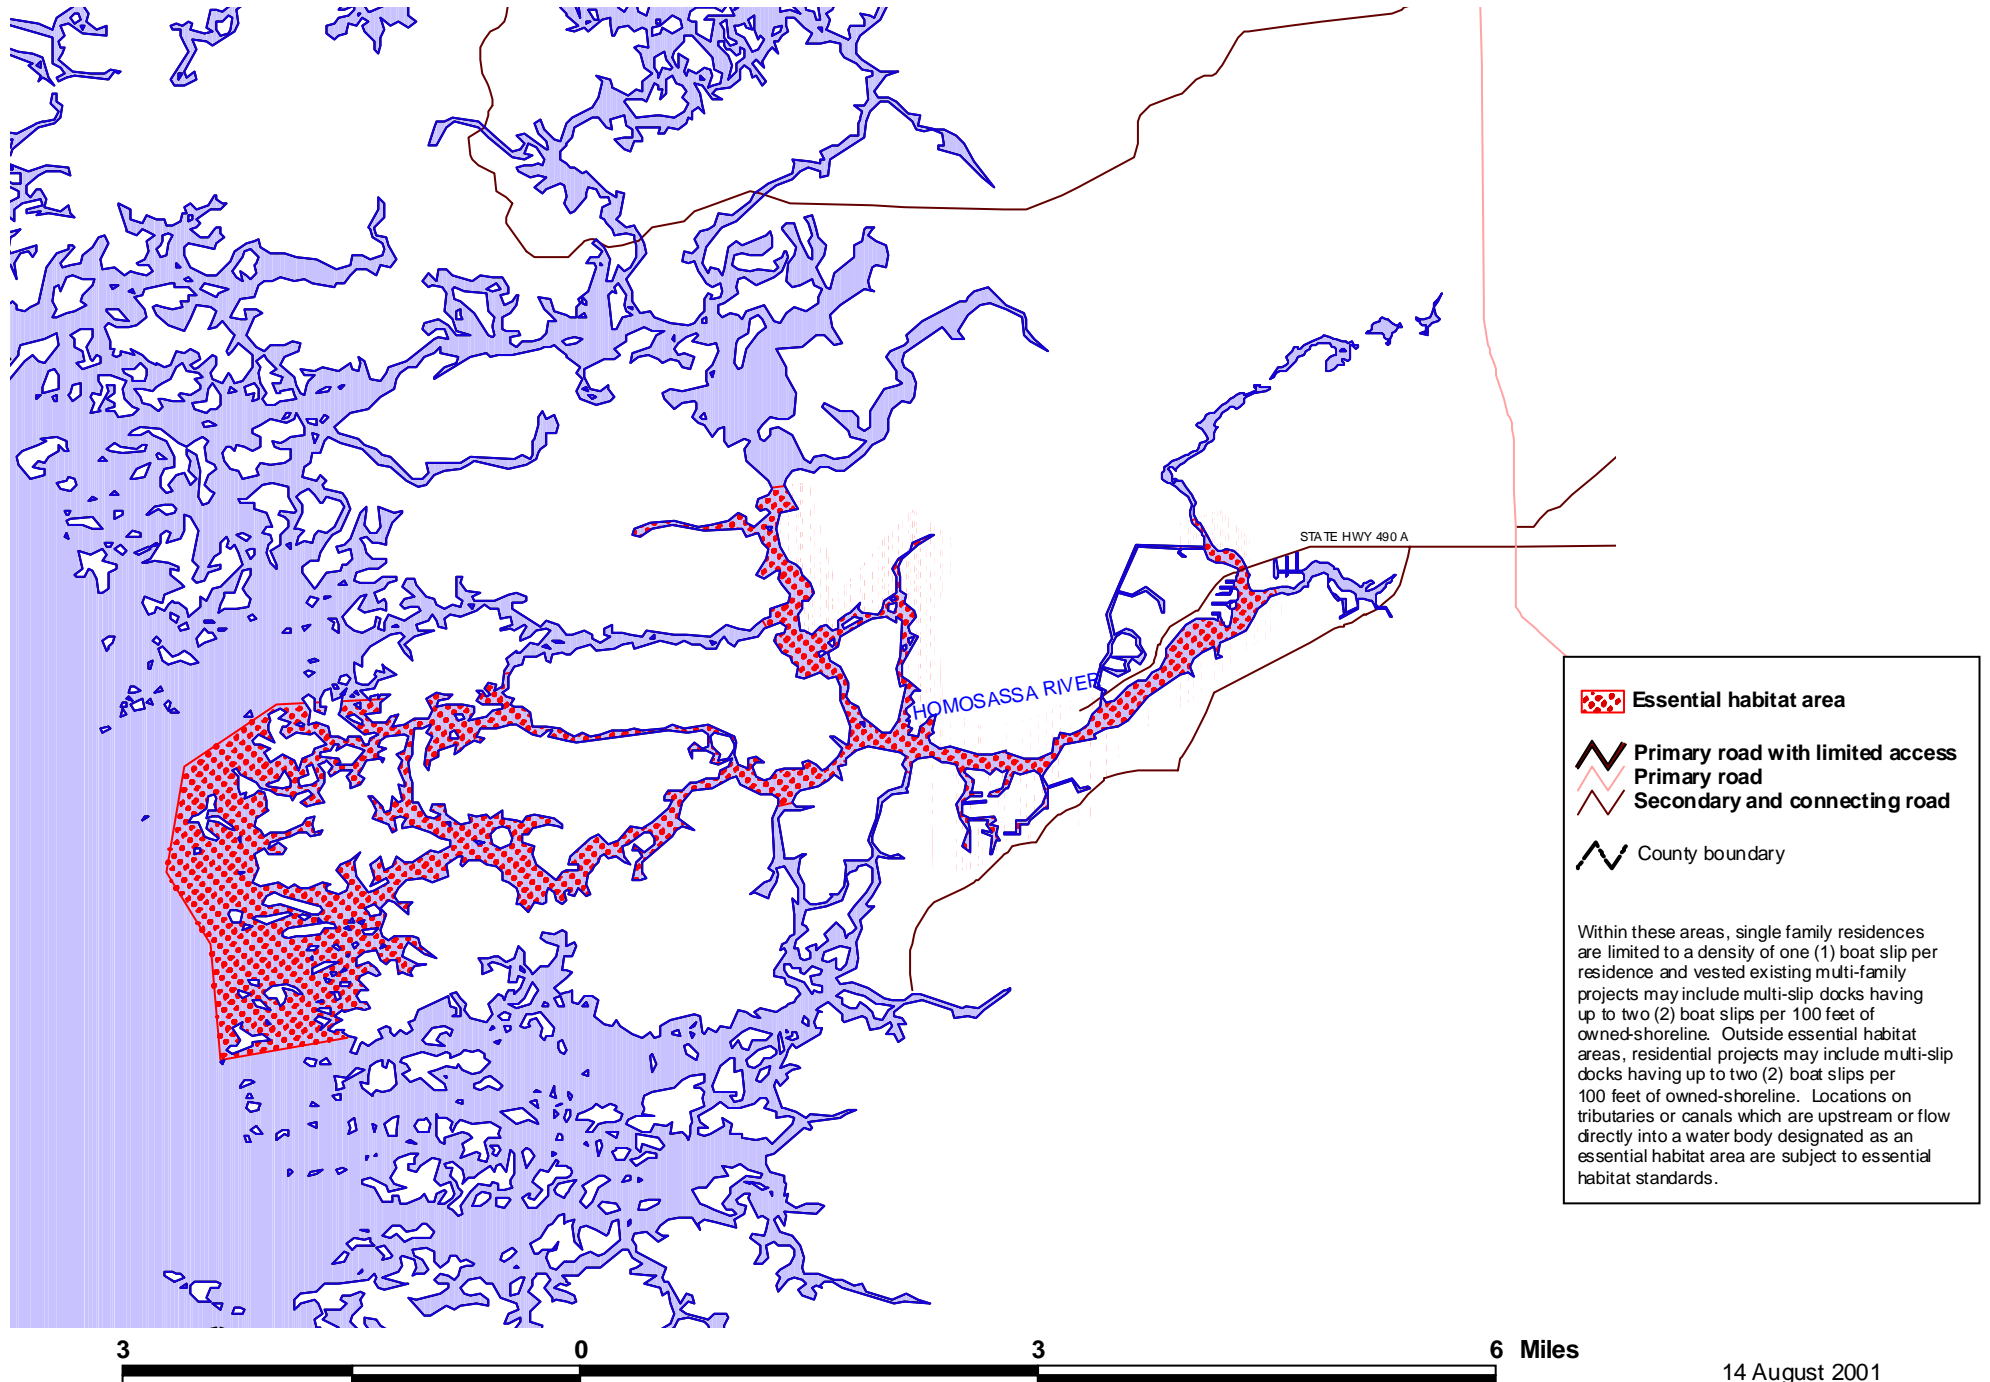 STATE HWY 490 A
HOMOSASSA RIVER
Essential habitat area
Primary road with limited access
Primary road
Secondary and connecting road
County boundary
Within these areas, single family residences
are limited to a density of one (1) boat slip per
residence and vested existing multi-family
projects may include multi-slip docks having
up to two (2) boat slips per 100 feet of
owned-shoreline. Outside essential habitat
areas, residential projects may include multi-slip
docks having up to two (2) boat slips per
100 feet of owned-shoreline. Locations on
tributaries or canals which are upstream or flow
directly into a water body designated as an
essential habitat area are subject to essential
habitat standards.
3 0 3 6 Miles
14 August 2001